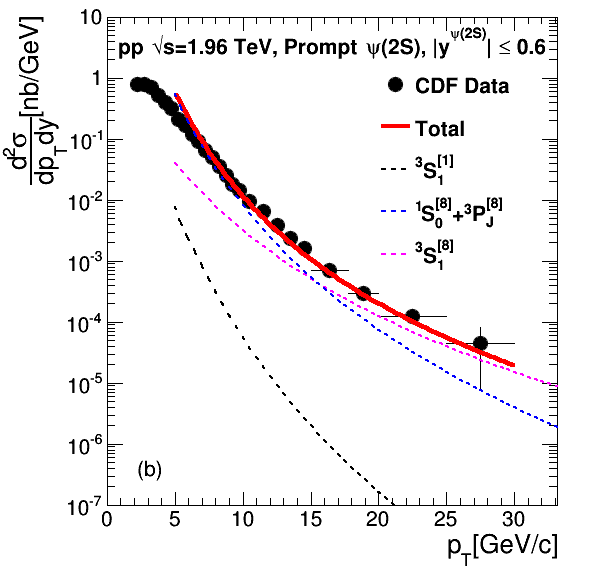 pp √s=1.96 TeV, Prompt ψ(2S), |y^ψ(2S)| ≤ 0.6
CDF Data
Total
³S₁^[1]
¹S₀^[8]+³P_J^[8]
³S₁^[8]
d²σ/dp_Tdy [nb/GeV]
10
1
10⁻¹
10⁻²
10⁻³
10⁻⁴
10⁻⁵
10⁻⁶
10⁻⁷
(b)
0 5 10 15 20 25 30
p_T[GeV/c]